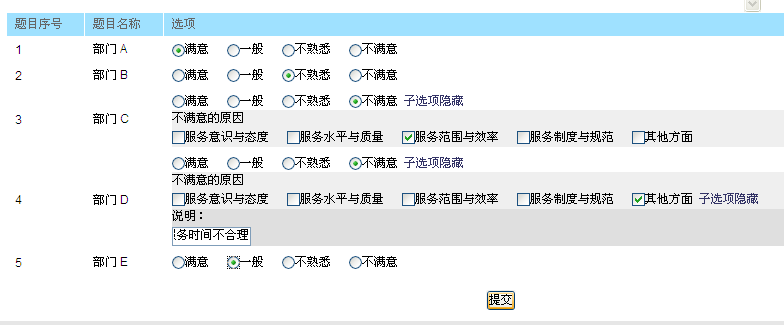 题目序号 题目名称 选项
1 部门 A 满意 一般 不熟悉 不满意
2 部门 B 满意 一般 不熟悉 不满意
满意 一般 不熟悉 不满意 子选项隐藏
3 部门 C 不满意的原因
服务意识与态度 服务水平与质量 服务范围与效率 服务制度与规范 其他方面
满意 一般 不熟悉 不满意 子选项隐藏
不满意的原因
4 部门 D 服务意识与态度 服务水平与质量 服务范围与效率 服务制度与规范 其他方面 子选项隐藏
说明：
务时间不合理
5 部门 E 满意 一般 不熟悉 不满意
提交